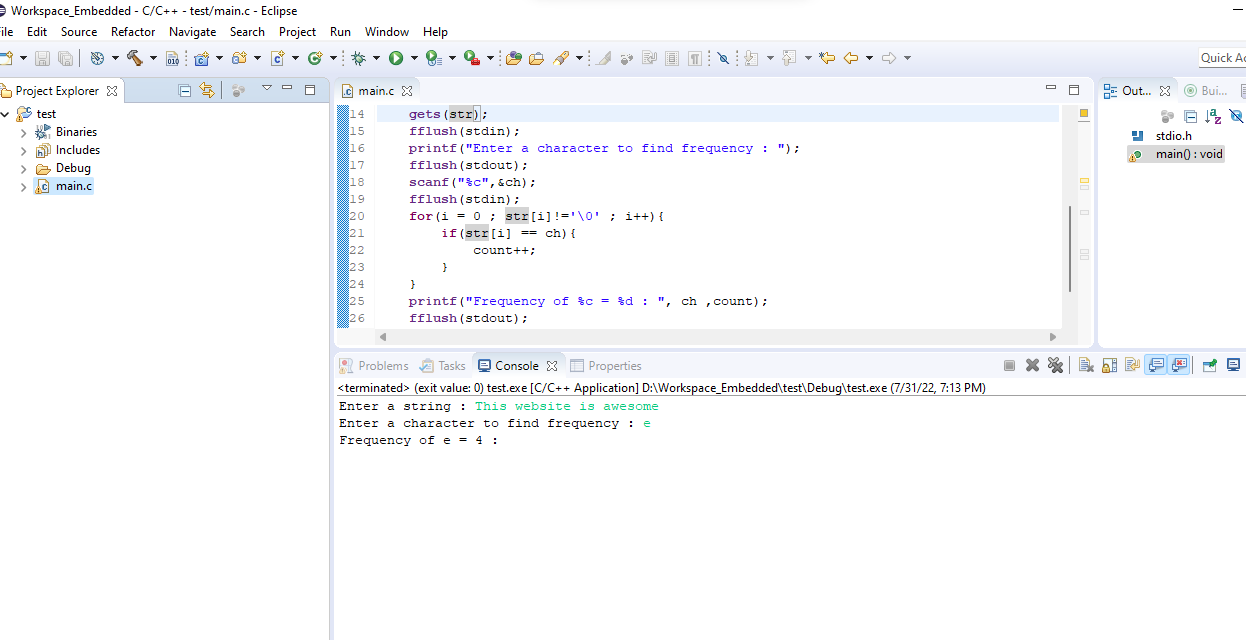 Workspace_Embedded - C/C++ - test/main.c - Eclipse
ile Edit Source Refactor Navigate Search Project Run Window Help
Quick Ac
Project Explorer
test
Binaries
Includes
Debug
main.c
main.c
14 gets(str);
15 fflush(stdin);
16 printf("Enter a character to find frequency : ");
17 fflush(stdout);
18 scanf("%c",&ch);
19 fflush(stdin);
20 for(i = 0 ; str[i]!='\0' ; i++){
21 if(str[i] == ch){
22 count++;
23 }
24 }
25 printf("Frequency of %c = %d : ", ch ,count);
26 fflush(stdout);
Out... Bui...
stdio.h
main() : void
Problems Tasks Console Properties
<terminated> (exit value: 0) test.exe [C/C++ Application] D:\Workspace_Embedded\test\Debug\test.exe (7/31/22, 7:13 PM)
Enter a string : This website is awesome
Enter a character to find frequency : e
Frequency of e = 4 :